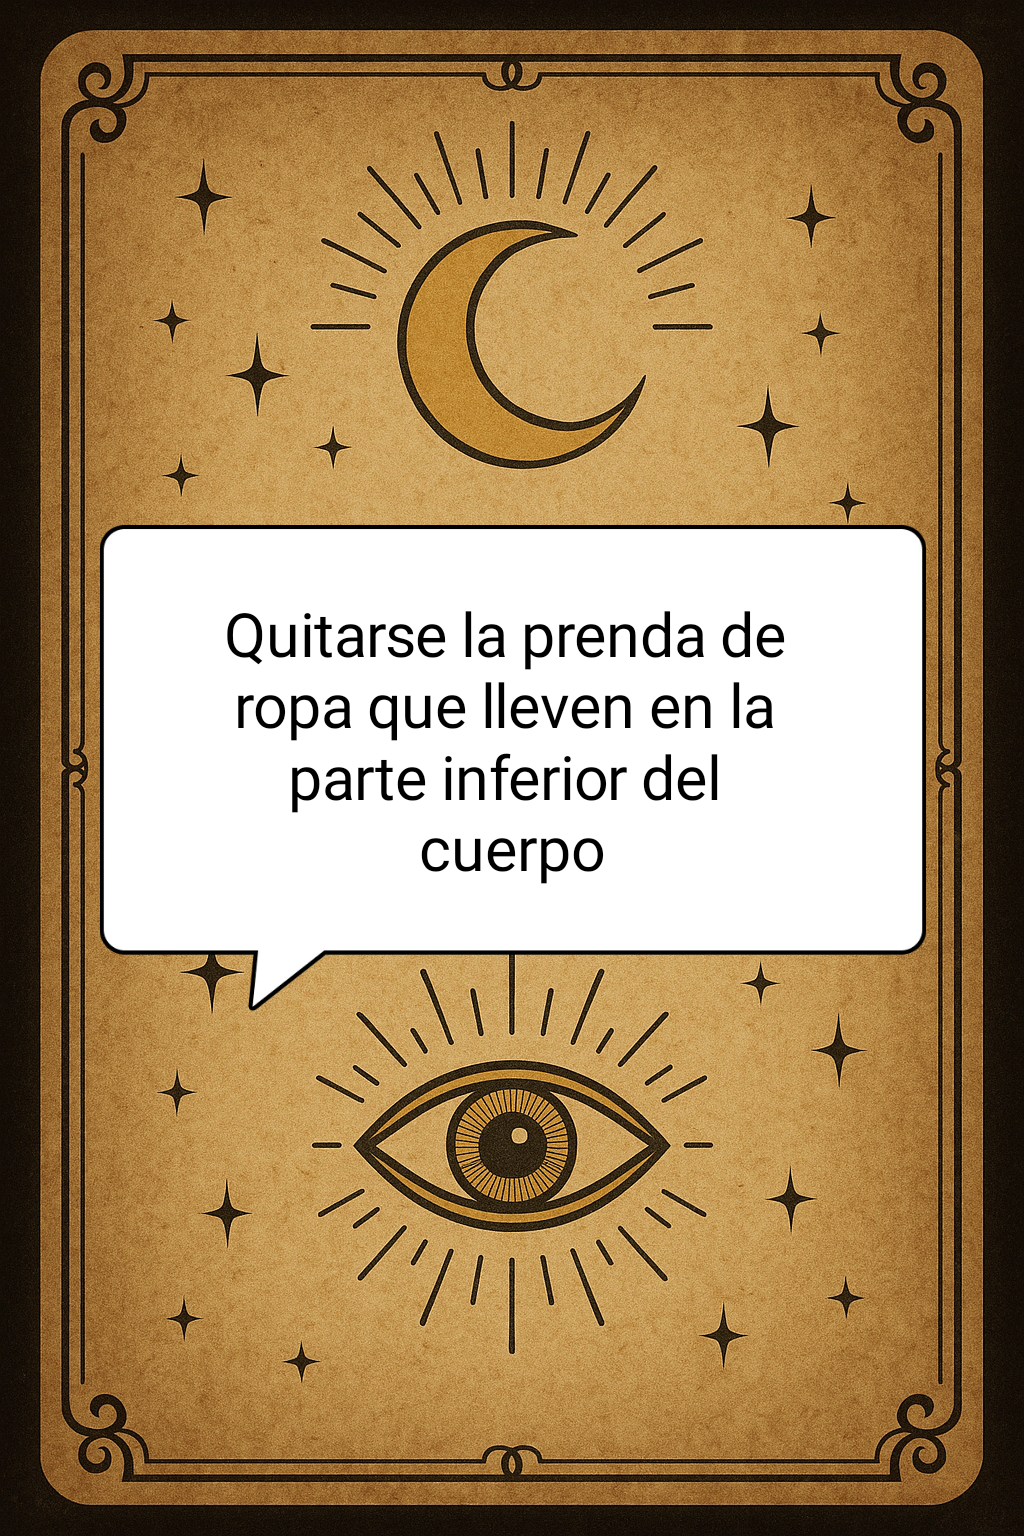 Quitarse la prenda de
ropa que lleven en la
parte inferior del
cuerpo